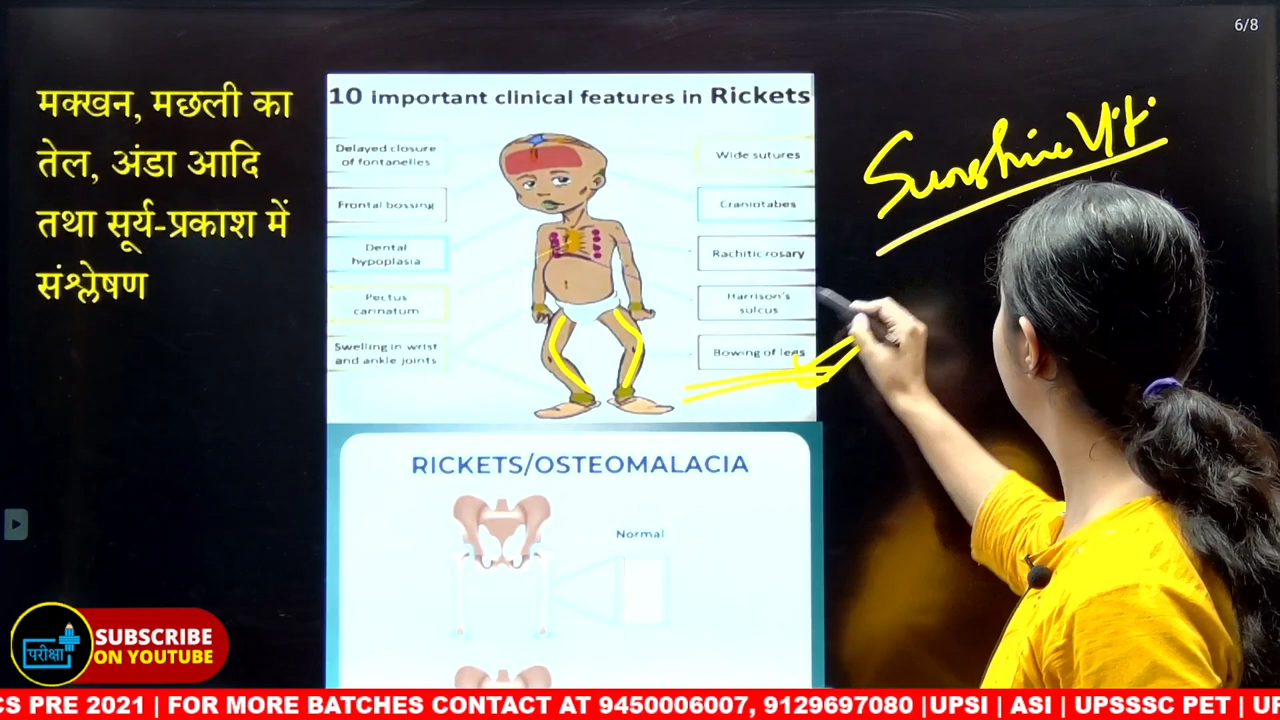 6/8
मक्खन, मछली का
तेल, अंडा आदि
तथा सूर्य-प्रकाश में
संश्लेषण
10 important clinical features in Rickets
Delayed closure
of fontanelles
Frontal bossing
Dental
hypoplasia
Pectus
carinatum
Swelling in wrist
and ankle joints
Wide sutures
Craniotabes
Rachitic rosary
Harrison's
sulcus
Bowing of legs
Sunshine Vit.
RICKETS/OSTEOMALACIA
Normal
परीक्षा
SUBSCRIBE
ON YOUTUBE
CS PRE 2021 | FOR MORE BATCHES CONTACT AT 9450006007, 9129697080 |UPSI | ASI | UPSSSC PET | UP